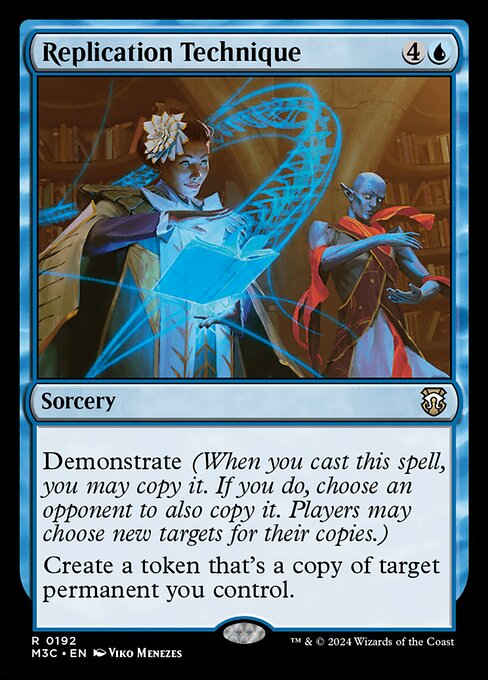 Replication Technique 4
Sorcery
Demonstrate (When you cast this spell,
you may copy it. If you do, choose an
opponent to also copy it. Players may
choose new targets for their copies.)
Create a token that's a copy of target
permanent you control.
R 0192 ™ & © 2024 Wizards of the Coast
M3C • EN Viko Menezes